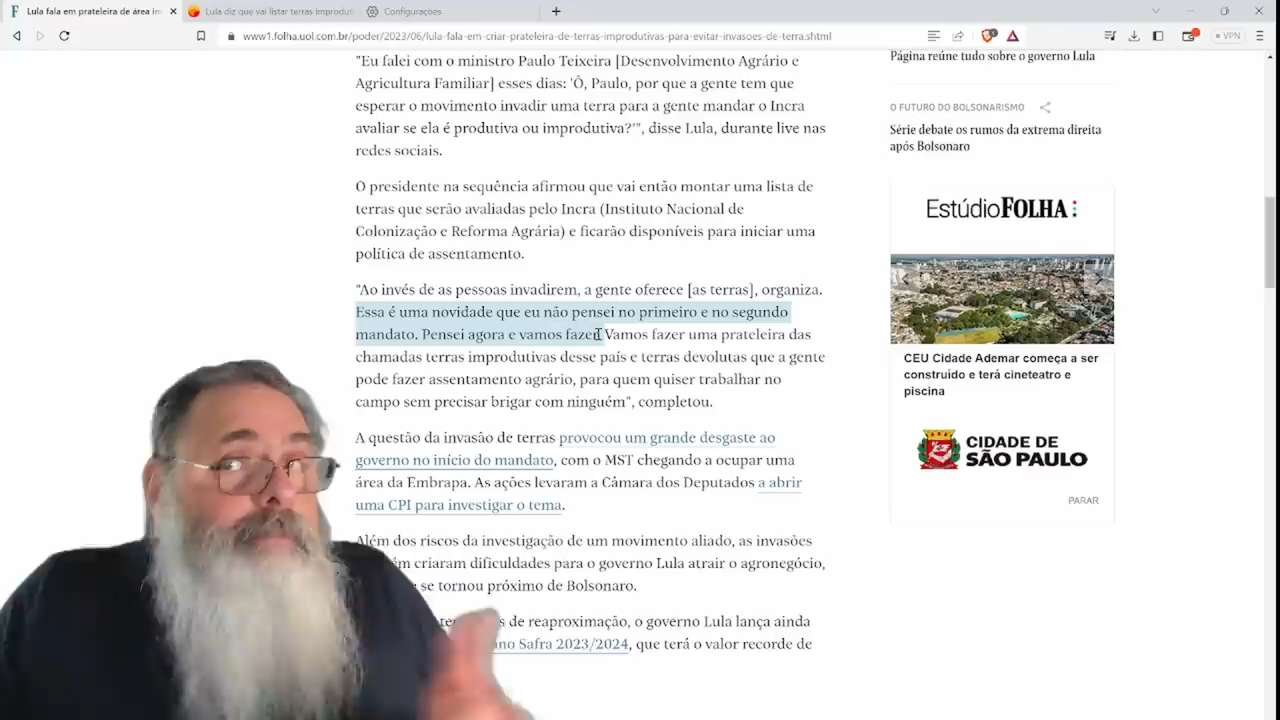 Lula fala em prateleira de área im
Lula diz que vai listar terras improduti
Configurações
www1.folha.uol.com.br/poder/2023/06/lula-fala-em-criar-prateleira-de-terras-improdutivas-para-evitar-invasoes-de-terra.shtml
VPN
"Eu falei com o ministro Paulo Teixeira [Desenvolvimento Agrário e
Agricultura Familiar] esses dias: 'Ô, Paulo, por que a gente tem que
esperar o movimento invadir uma terra para a gente mandar o Incra
avaliar se ela é produtiva ou improdutiva?'", disse Lula, durante live nas
redes sociais.
O presidente na sequência afirmou que vai então montar uma lista de
terras que serão avaliadas pelo Incra (Instituto Nacional de
Colonização e Reforma Agrária) e ficarão disponíveis para iniciar uma
política de assentamento.
"Ao invés de as pessoas invadirem, a gente oferece [as terras], organiza.
Essa é uma novidade que eu não pensei no primeiro e no segundo
mandato. Pensei agora e vamos fazer. Vamos fazer uma prateleira das
chamadas terras improdutivas desse país e terras devolutas que a gente
pode fazer assentamento agrário, para quem quiser trabalhar no
campo sem precisar brigar com ninguém", completou.
A questão da invasão de terras provocou um grande desgaste ao
governo no início do mandato, com o MST chegando a ocupar uma
área da Embrapa. As ações levaram a Câmara dos Deputados a abrir
uma CPI para investigar o tema.
Além dos riscos da investigação de um movimento aliado, as invasões
criaram dificuldades para o governo Lula atrair o agronegócio,
se tornou próximo de Bolsonaro.
de reaproximação, o governo Lula lança ainda
Safra 2023/2024, que terá o valor recorde de
Página reúne tudo sobre o governo Lula
O FUTURO DO BOLSONARISMO
Série debate os rumos da extrema direita
após Bolsonaro
EstúdioFOLHA:
CEU Cidade Ademar começa a ser
construído e terá cineteatro e
piscina
CIDADE DE
SÃO PAULO
PARAR